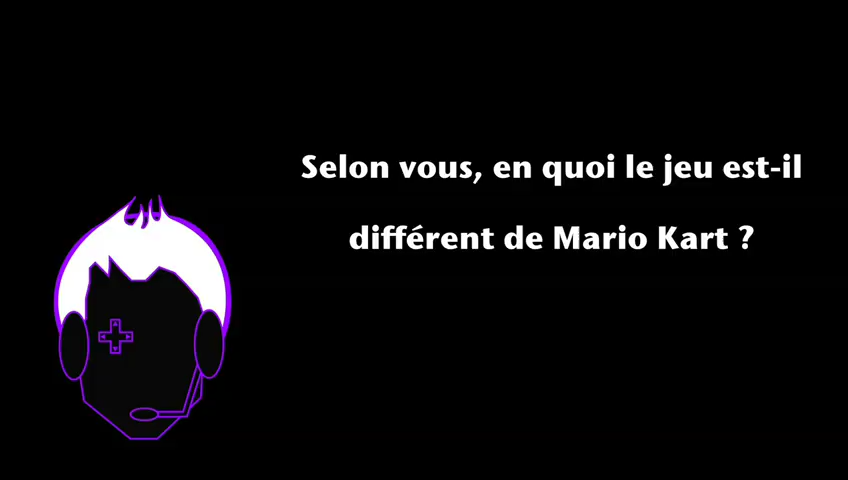 Selon vous, en quoi le jeu est-il
différent de Mario Kart ?